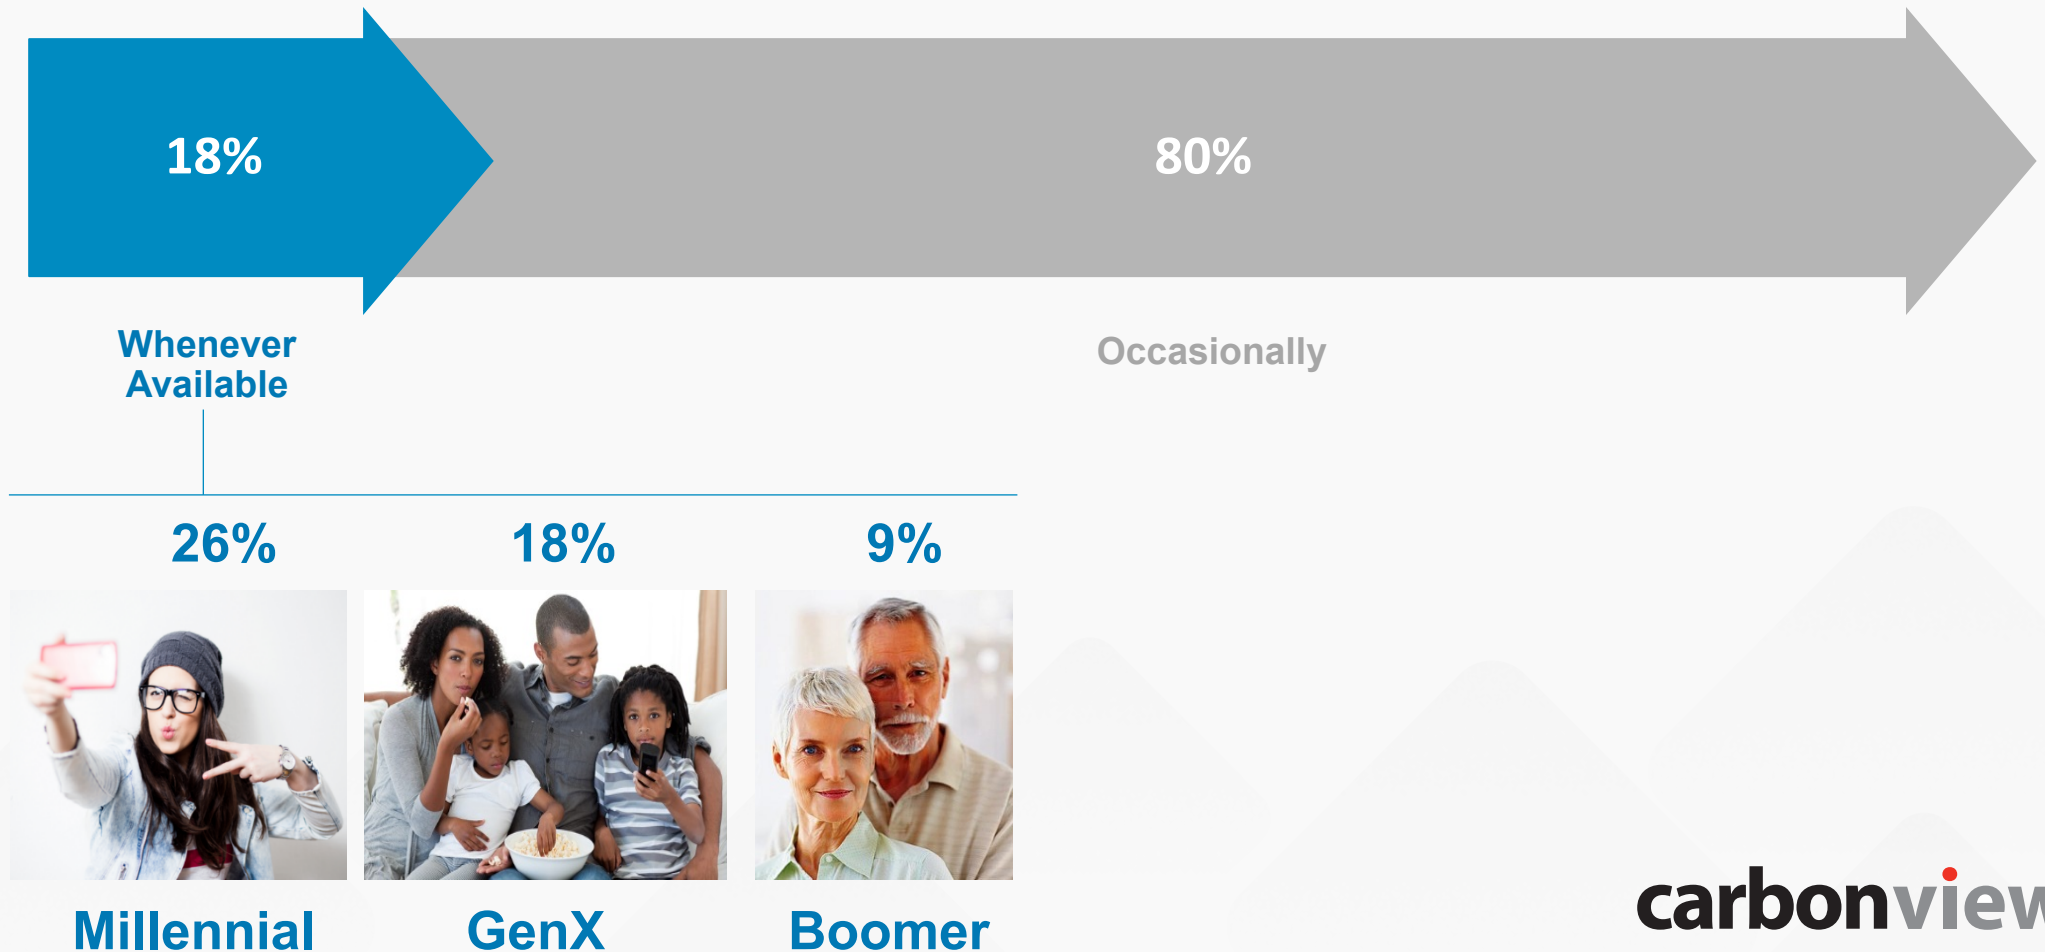 18%
80%
Whenever
Available
Occasionally
26%
18%
9%
Millennial
GenX
Boomer
carbonview